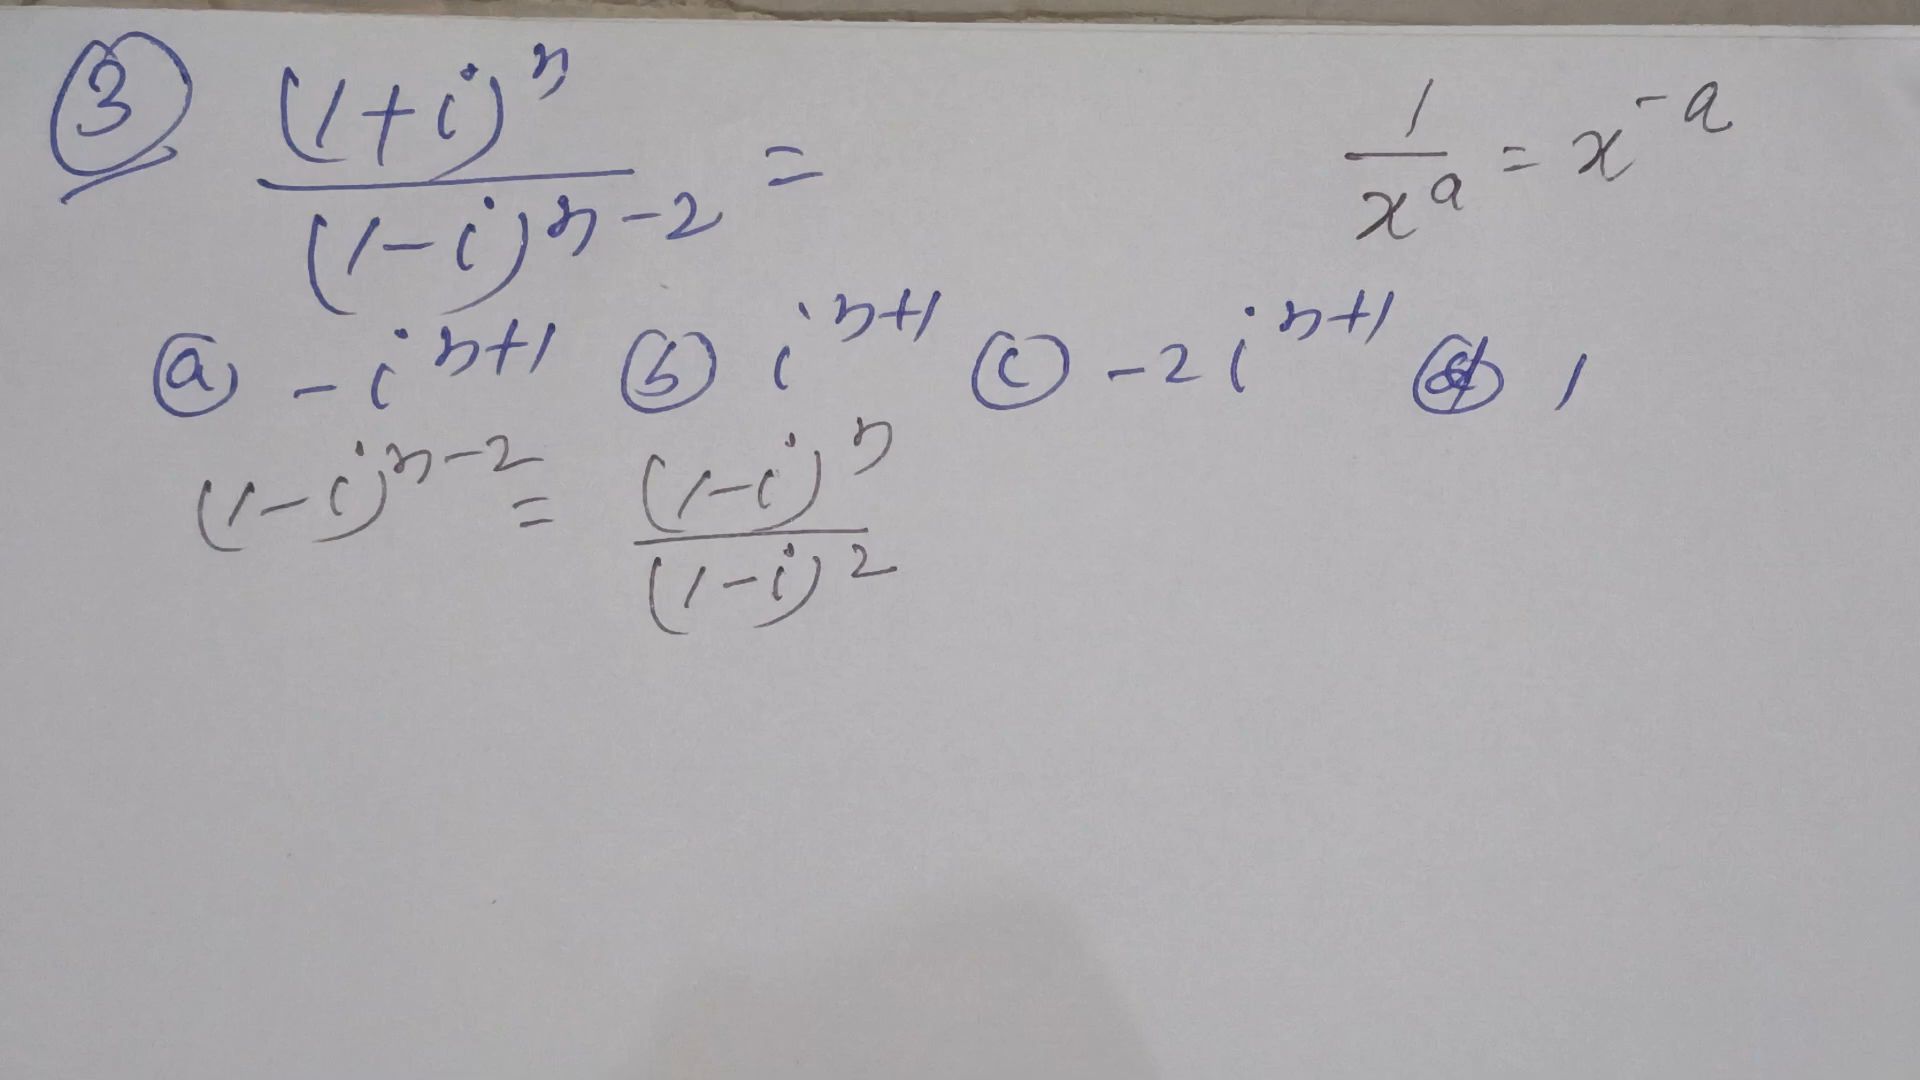 ③ (1+i)^n / (1-i)^(n-2) =
1/x^a = x^-a
ⓐ -i^(n+1) ⓑ i^(n+1) ⓒ -2i^(n+1) ⓓ 1
(1-i)^(n-2) = (1-i)^n / (1-i)^2